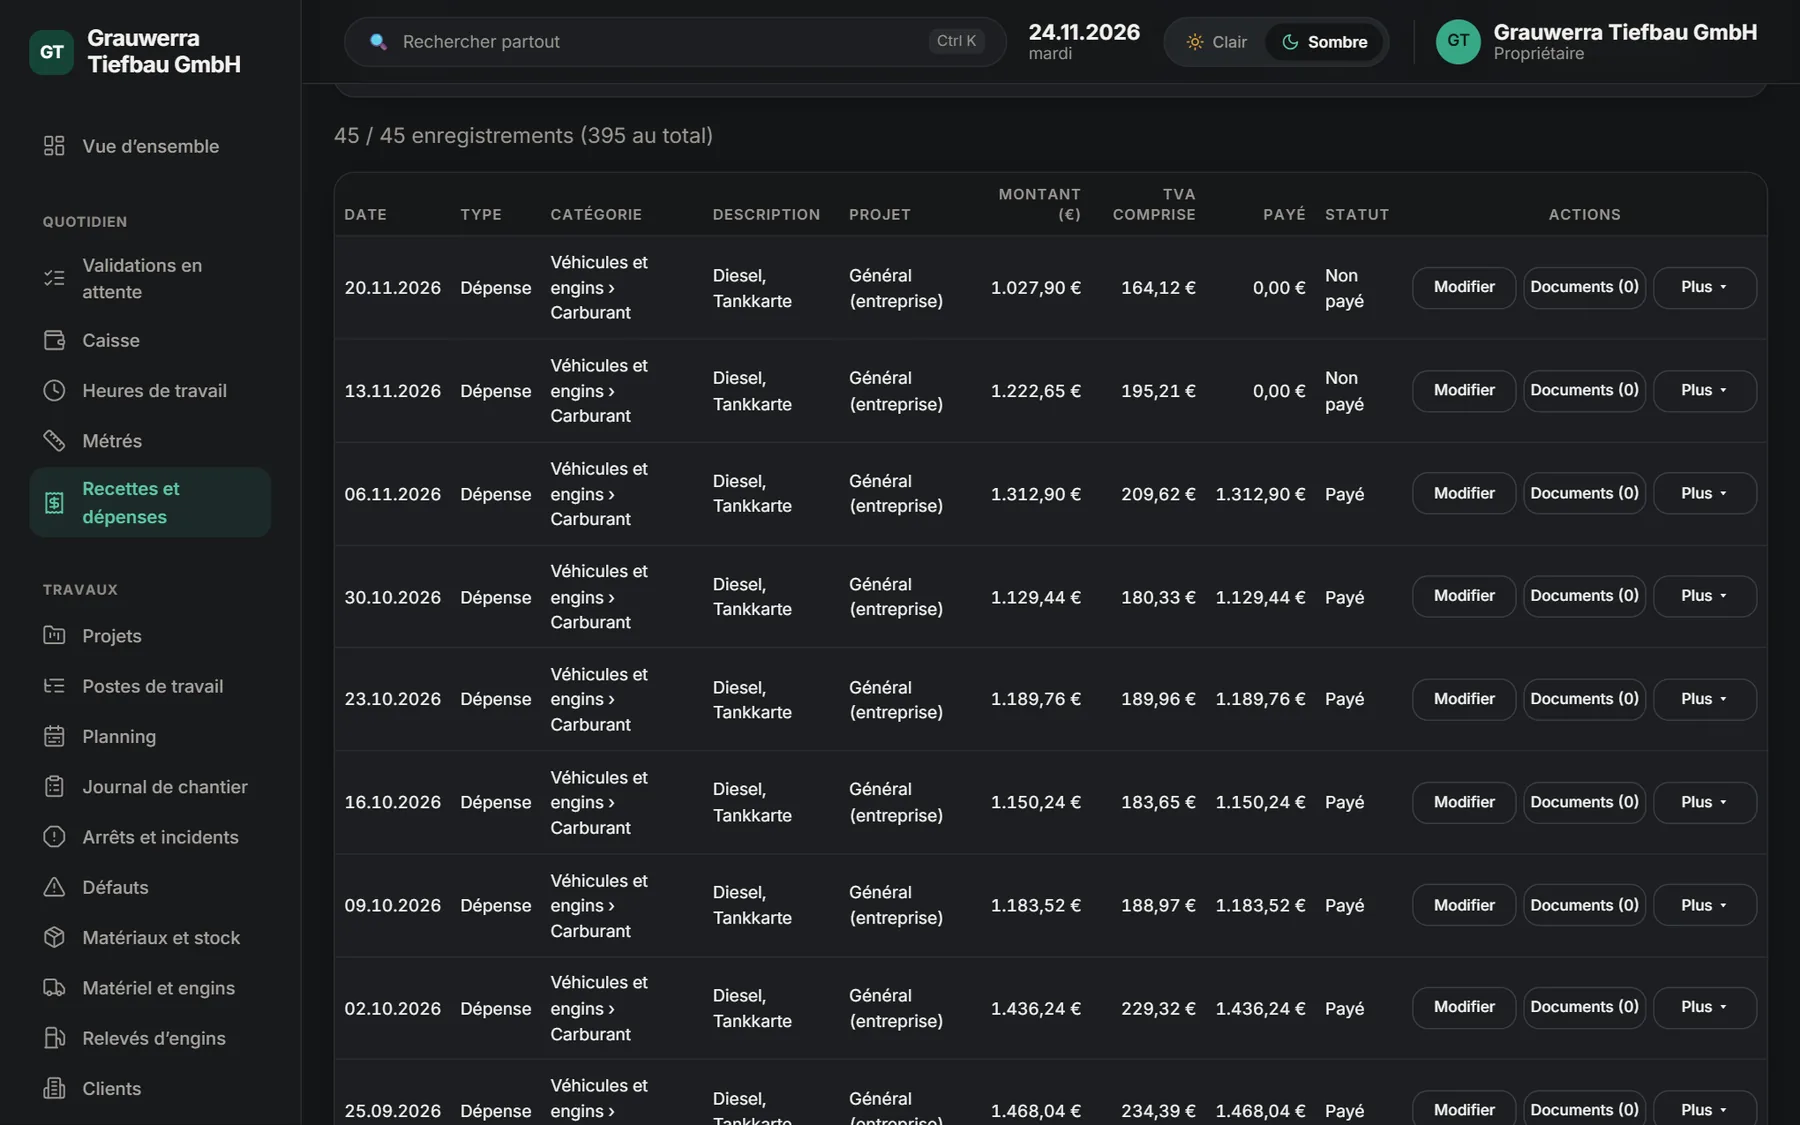 GT
Grauwerra
Tiefbau GmbH
Rechercher partout
Ctrl K
24.11.2026
mardi
Clair
Sombre
GT
Grauwerra Tiefbau GmbH
Propriétaire
Vue d’ensemble
QUOTIDIEN
Validations en
attente
Caisse
Heures de travail
Métrés
Recettes et
dépenses
TRAVAUX
Projets
Postes de travail
Planning
Journal de chantier
Arrêts et incidents
Défauts
Matériaux et stock
Matériel et engins
Relevés d’engins
Clients
45 / 45 enregistrements (395 au total)
DATE TYPE CATÉGORIE DESCRIPTION PROJET MONTANT (€) TVA COMPRISE PAYÉ STATUT ACTIONS
20.11.2026 Dépense Véhicules et engins › Carburant Diesel, Tankkarte Général (entreprise) 1.027,90 € 164,12 € 0,00 € Non payé Modifier Documents (0) Plus
13.11.2026 Dépense Véhicules et engins › Carburant Diesel, Tankkarte Général (entreprise) 1.222,65 € 195,21 € 0,00 € Non payé Modifier Documents (0) Plus
06.11.2026 Dépense Véhicules et engins › Carburant Diesel, Tankkarte Général (entreprise) 1.312,90 € 209,62 € 1.312,90 € Payé Modifier Documents (0) Plus
30.10.2026 Dépense Véhicules et engins › Carburant Diesel, Tankkarte Général (entreprise) 1.129,44 € 180,33 € 1.129,44 € Payé Modifier Documents (0) Plus
23.10.2026 Dépense Véhicules et engins › Carburant Diesel, Tankkarte Général (entreprise) 1.189,76 € 189,96 € 1.189,76 € Payé Modifier Documents (0) Plus
16.10.2026 Dépense Véhicules et engins › Carburant Diesel, Tankkarte Général (entreprise) 1.150,24 € 183,65 € 1.150,24 € Payé Modifier Documents (0) Plus
09.10.2026 Dépense Véhicules et engins › Carburant Diesel, Tankkarte Général (entreprise) 1.183,52 € 188,97 € 1.183,52 € Payé Modifier Documents (0) Plus
02.10.2026 Dépense Véhicules et engins › Carburant Diesel, Tankkarte Général (entreprise) 1.436,24 € 229,32 € 1.436,24 € Payé Modifier Documents (0) Plus
25.09.2026 Dépense Véhicules et engins › Diesel, Tankkarte Général (entreprise) 1.468,04 € 234,39 € 1.468,04 € Payé Modifier Documents (0) Plus